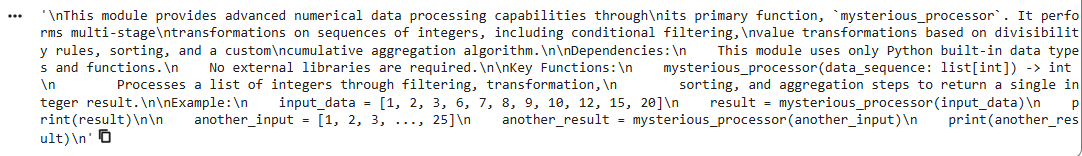 '\nThis module provides advanced numerical data processing capabilities through\nits primary function, `mysterious_processor`. It perfo
rms multi-stage\ntransformations on sequences of integers, including conditional filtering,\nvalue transformations based on divisibilit
y rules, sorting, and a custom\ncumulative aggregation algorithm.\n\nDependencies:\n    This module uses only Python built-in data type
s and functions.\n    No external libraries are required.\n\nKey Functions:\n    mysterious_processor(data_sequence: list[int]) -> int
\n        Processes a list of integers through filtering, transformation,\n        sorting, and aggregation steps to return a single in
teger result.\n\nExample:\n    input_data = [1, 2, 3, 6, 7, 8, 9, 10, 12, 15, 20]\n    result = mysterious_processor(input_data)\n    p
rint(result)\n\n    another_input = [1, 2, 3, ..., 25]\n    another_result = mysterious_processor(another_input)\n    print(another_res
ult)\n'